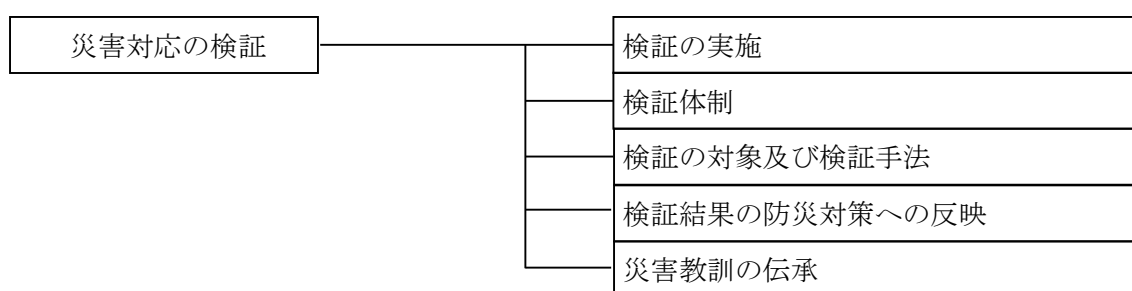 災害対応の検証
検証の実施
検証体制
検証の対象及び検証手法
検証結果の防災対策への反映
災害教訓の伝承